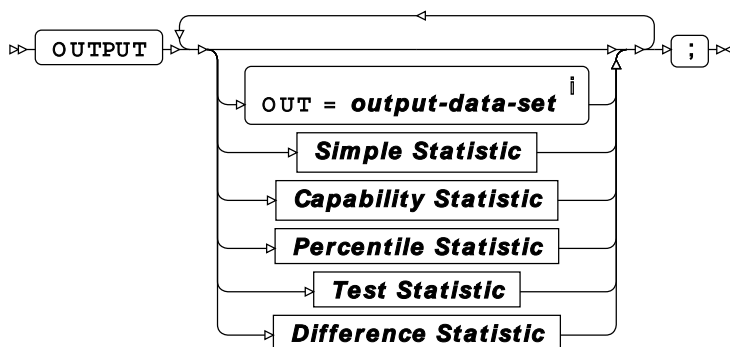 OUTPUT ;
OUT = output-data-set i
Simple Statistic
Capability Statistic
Percentile Statistic
Test Statistic
Difference Statistic